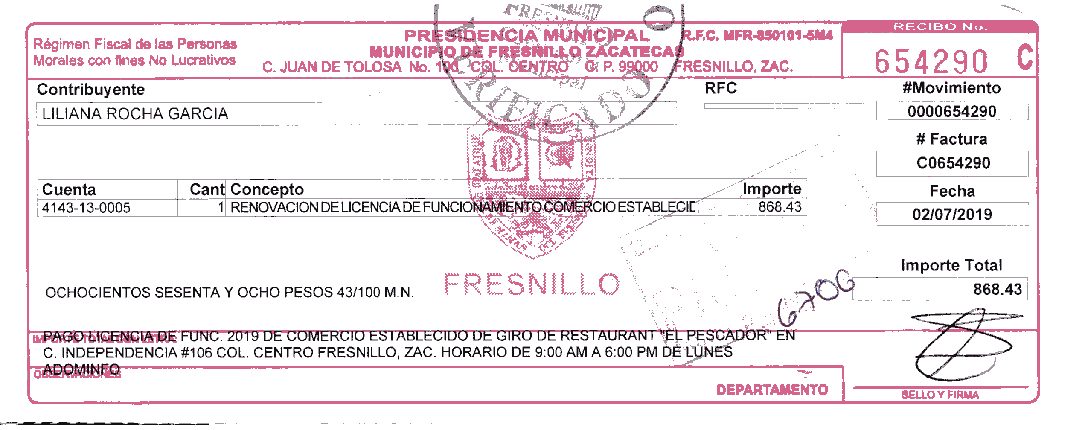 RECIBO No.
654290 C
PRESIDENCIA MUNICIPAL R.F.C. MFR-850101-5M4
Régimen Fiscal de las Personas
Morales con fines No Lucrativos
MUNICIPIO DE FRESNILLO ZACATECAS
C. JUAN DE TOLOSA No. 100 COL. CENTRO C. P. 99000 FRESNILLO, ZAC.
Contribuyente
RFC
#Movimiento
LILIANA ROCHA GARCIA
0000654290
# Factura
C0654290
Cuenta Cant Concepto Importe
Fecha
4143-13-0005 1 RENOVACION DE LICENCIA DE FUNCIONAMIENTO COMERCIO ESTABLECID 868.43
02/07/2019
Importe Total
868.43
FRESNILLO
OCHOCIENTOS SESENTA Y OCHO PESOS 43/100 M.N.
6706
PAGO LICENCIA DE FUNC. 2019 DE COMERCIO ESTABLECIDO DE GIRO DE RESTAURANT "EL PESCADOR" EN
C. INDEPENDENCIA #106 COL. CENTRO FRESNILLO, ZAC. HORARIO DE 9:00 AM A 6:00 PM DE LUNES
ADOMINFO
OBSERVACIONES
DEPARTAMENTO
SELLO Y FIRMA